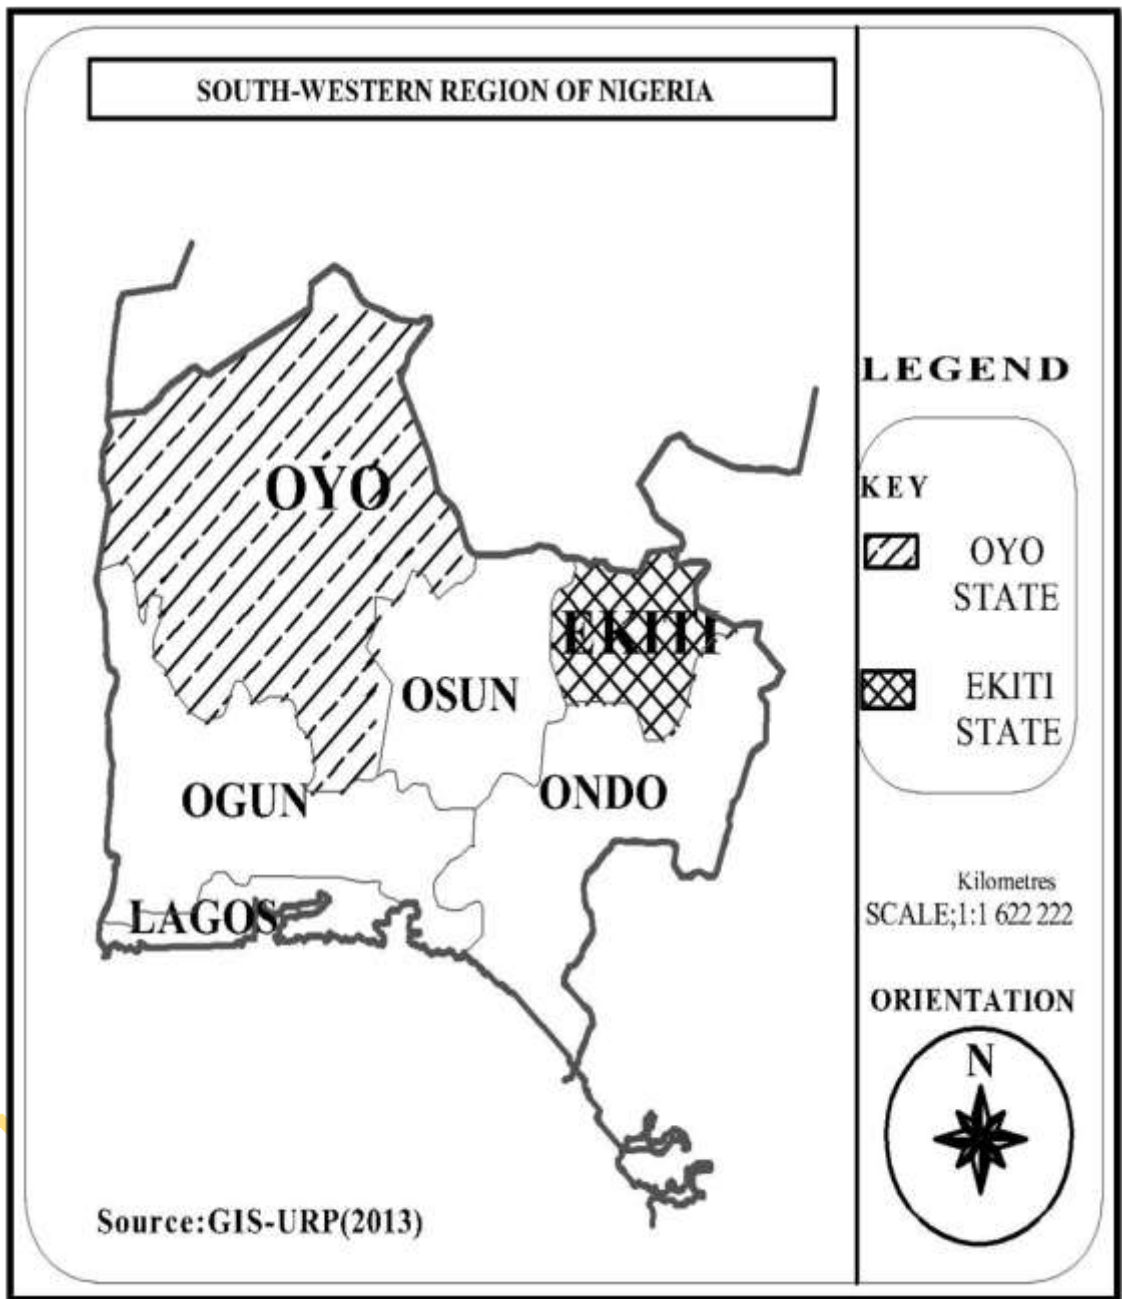 SOUTH-WESTERN REGION OF NIGERIA
OYO
EKITI
OSUN
OGUN
ONDO
LAGOS
Source:GIS-URP(2013)
LEGEND
KEY
OYO
STATE
EKITI
STATE
Kilometres
SCALE;1:1 622 222
ORIENTATION
N